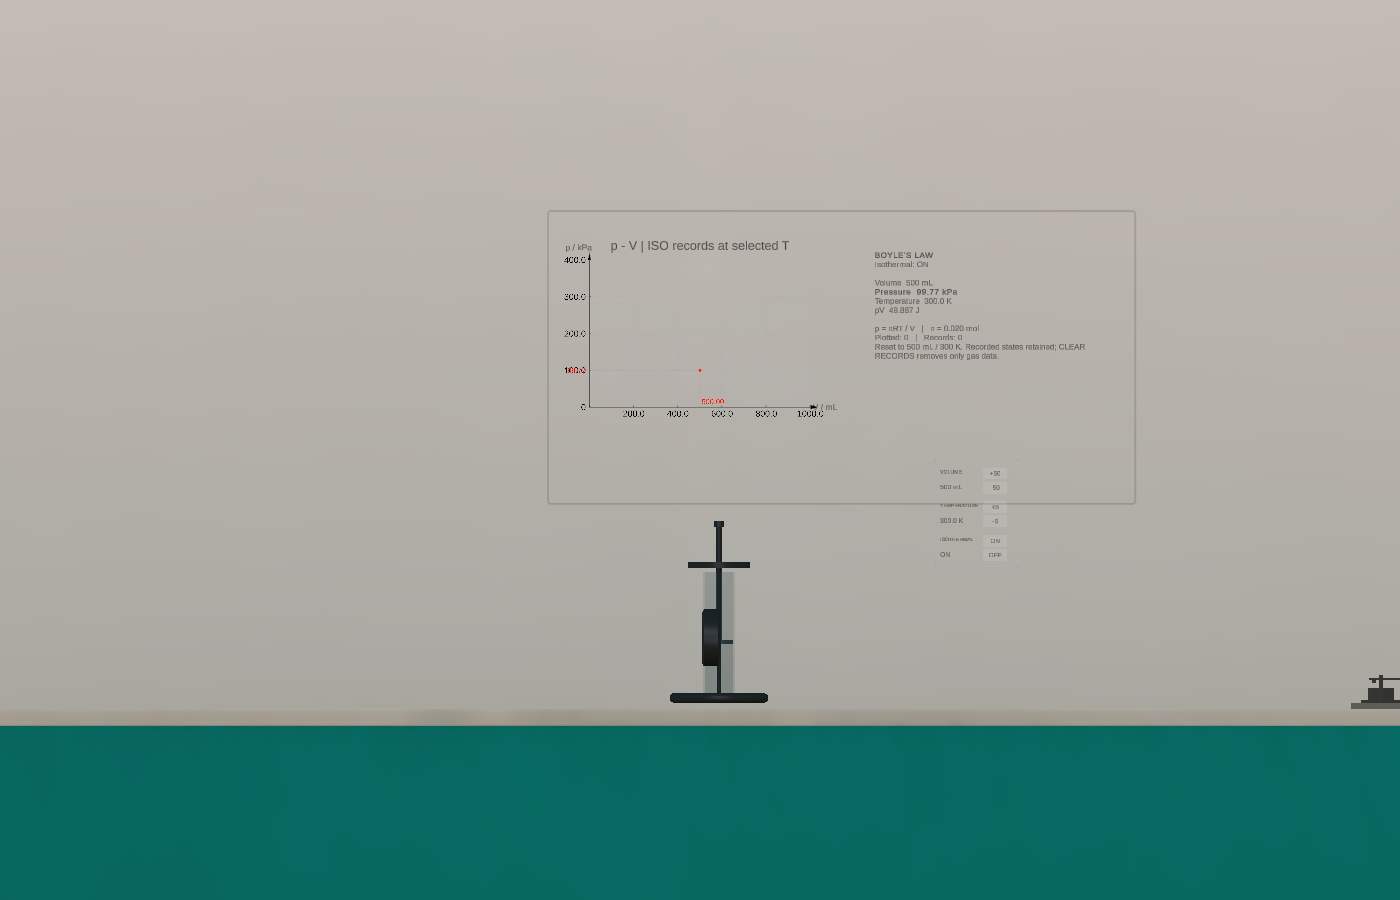 p / kPa
p - V | ISO records at selected T
400.0
300.0
200.0
0
500.00
200.0 400.0 600.0 800.0 1000.0
/ mL
BOYLE'S LAW
Isothermal: ON
Volume 500 mL
Pressure 99.77 kPa
Temperature 300.0 K
pV 49.887 J
p = nRT / V | n = 0.020 mol
Plotted: 0 | Records: 0
Reset to 500 mL / 300 K. Recorded states retained; CLEAR
RECORDS removes only gas data.
VOLUME +50
500 mL 50
TEMPERATURE +5
300.0 K -5
ISOTHERMAL ON
ON OFF